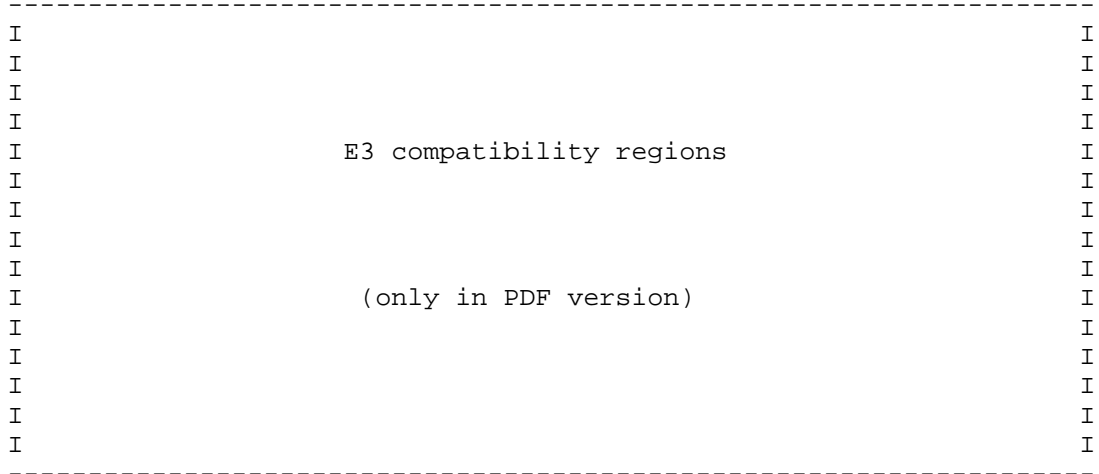 --------------------------------------------------------------------
I                                                                  I
I                                                                  I
I                                                                  I
I                                                                  I
I                    E3 compatibility regions                      I
I                                                                  I
I                                                                  I
I                                                                  I
I                                                                  I
I                     (only in PDF version)                        I
I                                                                  I
I                                                                  I
I                                                                  I
I                                                                  I
I                                                                  I
--------------------------------------------------------------------